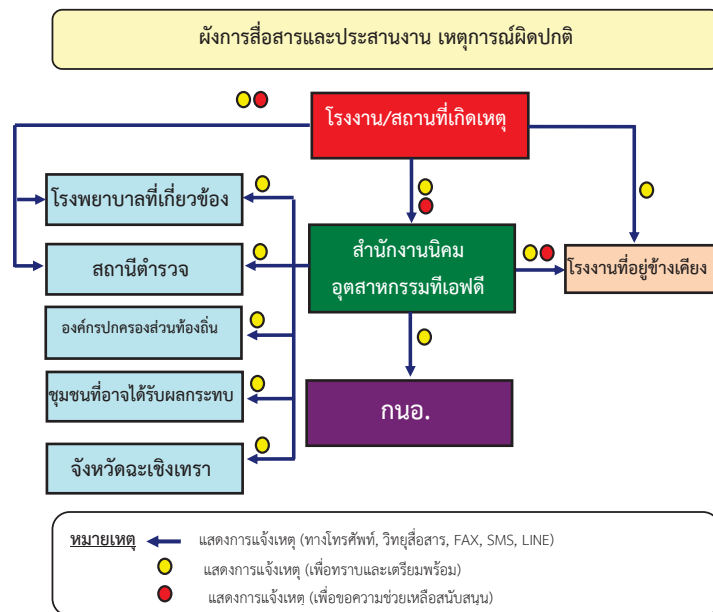 ผังการสื่อสารและประสานงาน เหตุการณ์ผิดปกติ
โรงงาน/สถานที่เกิดเหตุ
โรงพยาบาลที่เกี่ยวข้อง
สถานีตำรวจ
องค์กรปกครองส่วนท้องถิ่น
ชุมชนที่อาจได้รับผลกระทบ
จังหวัดฉะเชิงเทรา
สำนักงานนิคม
อุตสาหกรรมทีเอฟดี
โรงงานที่อยู่ข้างเคียง
กนอ.
หมายเหตุ แสดงการแจ้งเหตุ (ทางโทรศัพท์, วิทยุสื่อสาร, FAX, SMS, LINE)
แสดงการแจ้งเหตุ (เพื่อทราบและเตรียมพร้อม)
แสดงการแจ้งเหตุ (เพื่อขอความช่วยเหลือสนับสนุน)